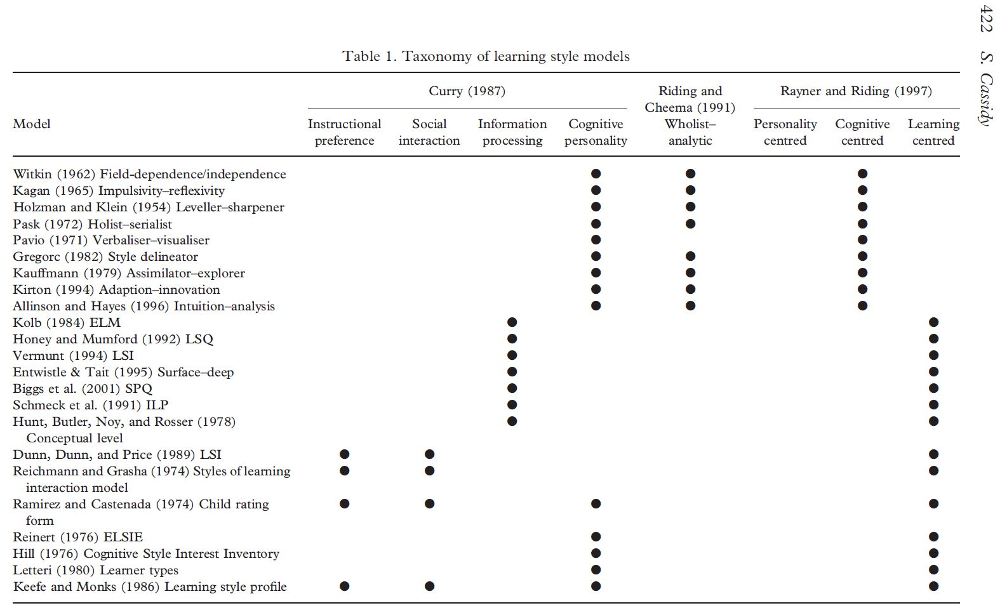 422 S. Cassidy
Table 1. Taxonomy of learning style models
Curry (1987)
Riding and
Cheema (1991)
Rayner and Riding (1997)
Model
Instructional
preference
Social
interaction
Information
processing
Cognitive
personality
Wholist–
analytic
Personality
centred
Cognitive
centred
Learning
centred
Witkin (1962) Field-dependence/independence ● ● ●
Kagan (1965) Impulsivity–reflexivity ● ● ●
Holzman and Klein (1954) Leveller–sharpener ● ● ●
Pask (1972) Holist–serialist ● ● ●
Pavio (1971) Verbaliser–visualiser ● ●
Gregorc (1982) Style delineator ● ● ●
Kauffmann (1979) Assimilator–explorer ● ● ●
Kirton (1994) Adaption–innovation ● ● ●
Allinson and Hayes (1996) Intuition–analysis ● ● ●
Kolb (1984) ELM ● ●
Honey and Mumford (1992) LSQ ● ●
Vermunt (1994) LSI ● ●
Entwistle & Tait (1995) Surface–deep ● ●
Biggs et al. (2001) SPQ ● ●
Schmeck et al. (1991) ILP ● ●
Hunt, Butler, Noy, and Rosser (1978) ● ●
Conceptual level
Dunn, Dunn, and Price (1989) LSI ● ● ●
Reichmann and Grasha (1974) Styles of learning ● ● ●
interaction model
Ramirez and Castenada (1974) Child rating ● ● ● ●
form
Reinert (1976) ELSIE ● ●
Hill (1976) Cognitive Style Interest Inventory ● ●
Letteri (1980) Learner types ● ●
Keefe and Monks (1986) Learning style profile ● ● ● ●